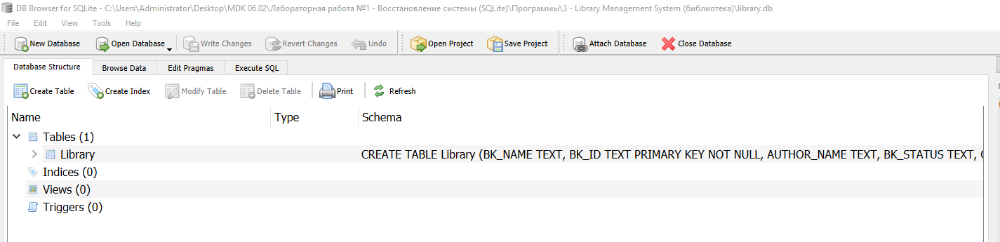 DB Browser for SQLite - C:\Users\Administrator\Desktop\MDK 06.02\Лабораторная работа №1 - Восстановление системы (SQLite)\Программы\3 - Library Management System (библиотека)\library.db
File Edit View Tools Help
New Database Open Database Write Changes Revert Changes Undo Open Project Save Project Attach Database Close Database
Database Structure Browse Data Edit Pragmas Execute SQL
Create Table Create Index Modify Table Delete Table Print Refresh
Name Type Schema
Tables (1)
Library CREATE TABLE Library (BK_NAME TEXT, BK_ID TEXT PRIMARY KEY NOT NULL, AUTHOR_NAME TEXT, BK_STATUS TEXT,
Indices (0)
Views (0)
Triggers (0)